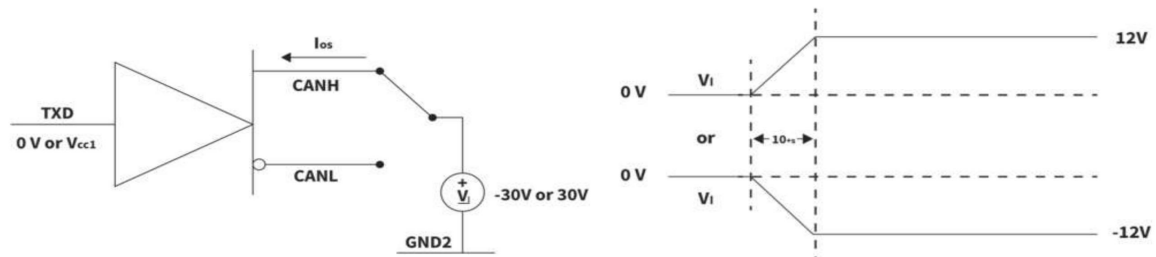 Ios
CANH
TXD
0 V or Vcc1
CANL
+
VI
-30V or 30V
GND2
12V
VI
0 V
or
10
0 V
VI
-12V